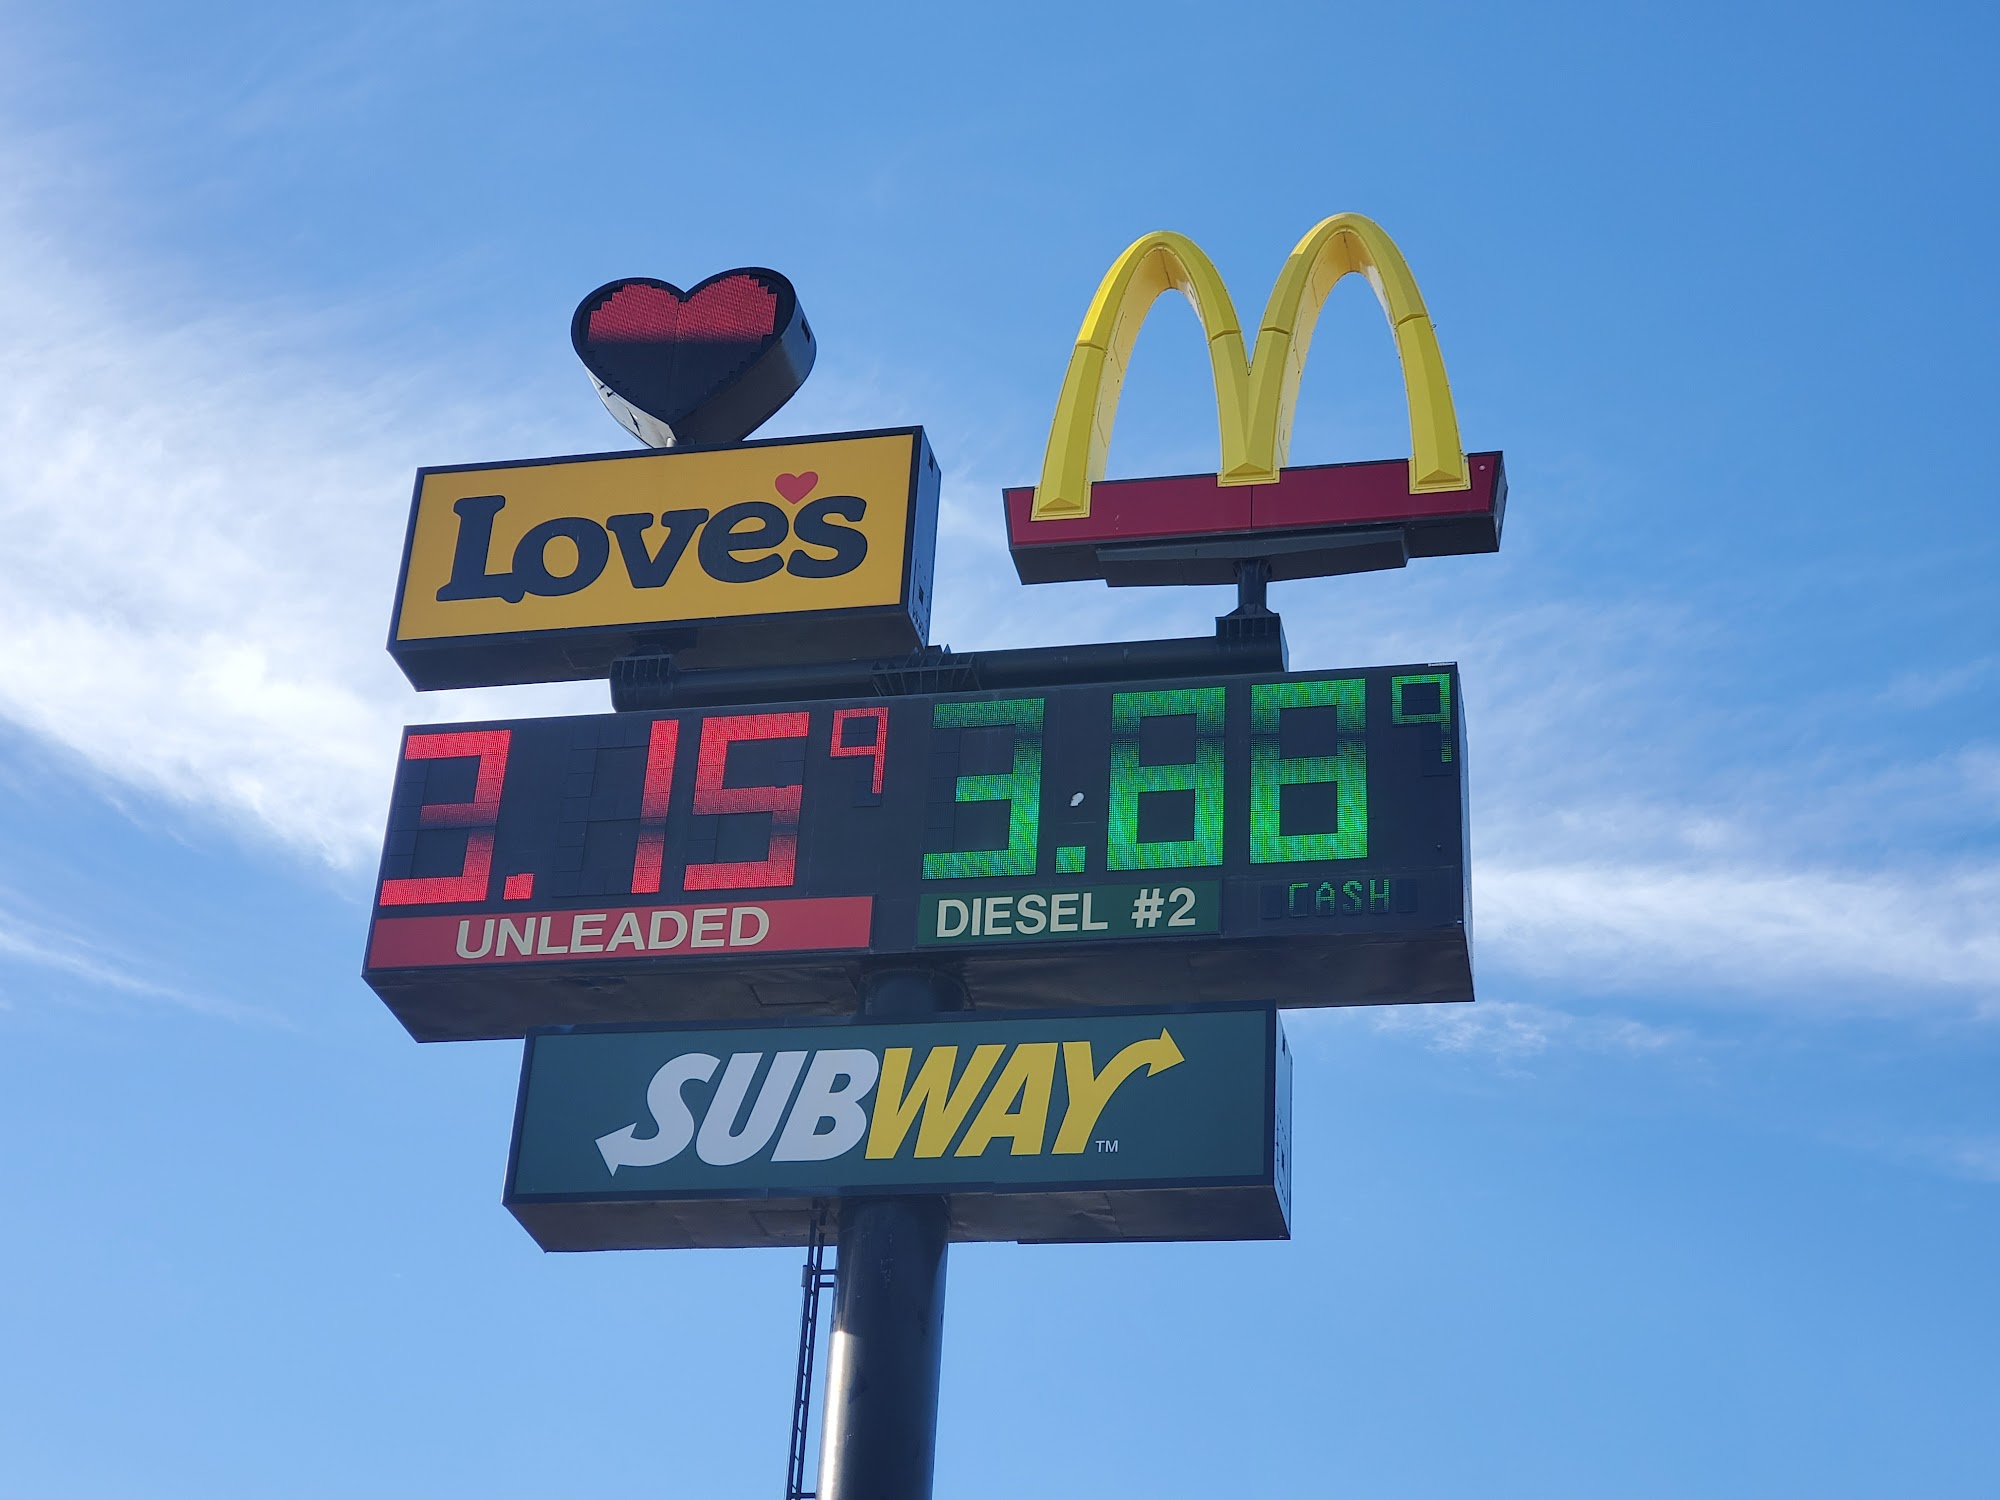 Love's
3.15 9
3.88 9
UNLEADED
DIESEL #2
CASH
SUBWAY TM